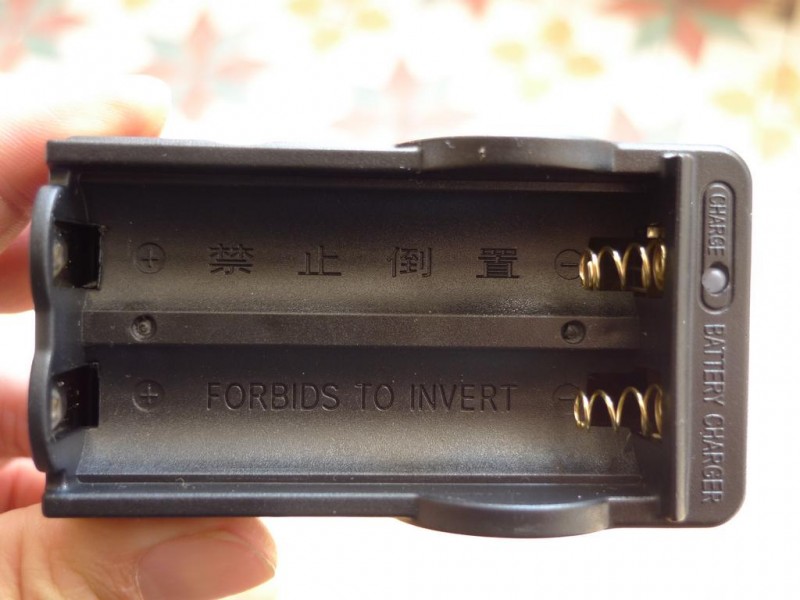 ⊕ 禁止倒置 ⊖
⊕ FORBIDS TO INVERT ⊖
CHARGE
BATTERY CHARGER